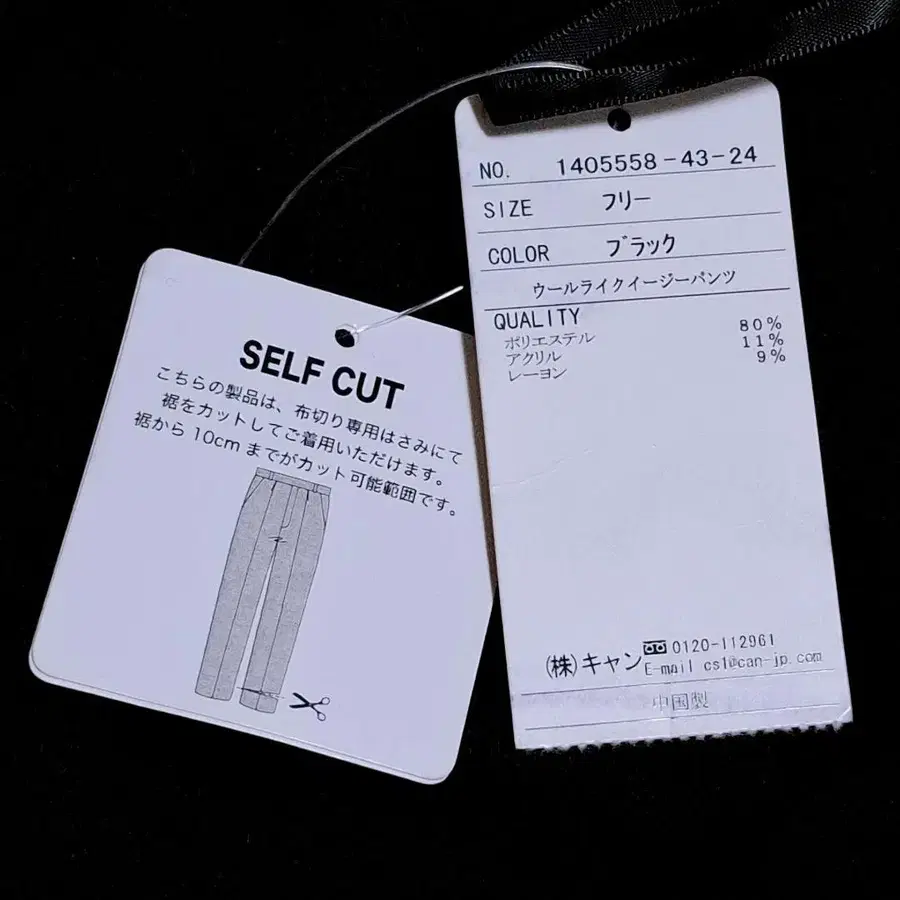 SELF CUT
こちらの製品は、布切り専用はさみにて
裾をカットしてご着用いただけます。
裾から10cmまでがカット可能範囲です。
NO. 1405558-43-24
SIZE フリー
COLOR ブラック
ウールライクイージーパンツ
QUALITY
ポリエステル 80%
アクリル 11%
レーヨン 9%
(株)キャン 0120-112961
E-mail cs1@can-jp.com
中国製